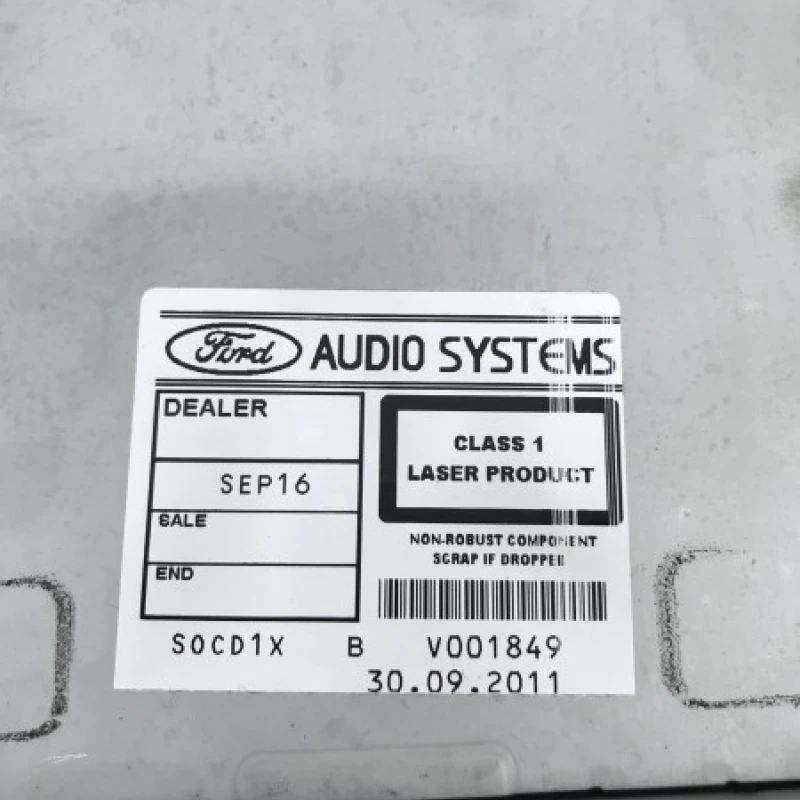 Ford AUDIO SYSTEMS
DEALER
SEP16
SALE
END
CLASS 1
LASER PRODUCT
NON-ROBUST COMPONENT
SCRAP IF DROPPED
SOCD1X B V001849
30.09.2011